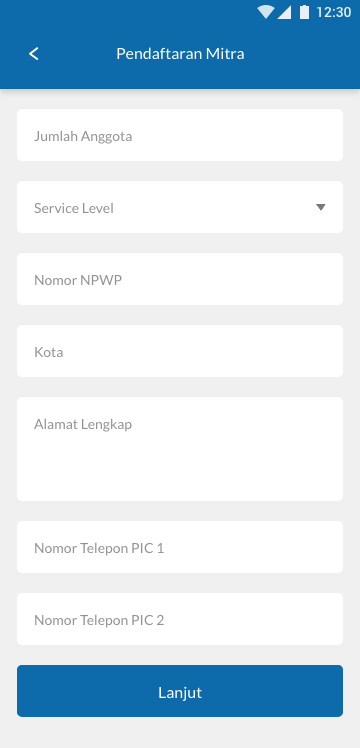 12:30
Pendaftaran Mitra
Jumlah Anggota
Service Level
Nomor NPWP
Kota
Alamat Lengkap
Nomor Telepon PIC 1
Nomor Telepon PIC 2
Lanjut